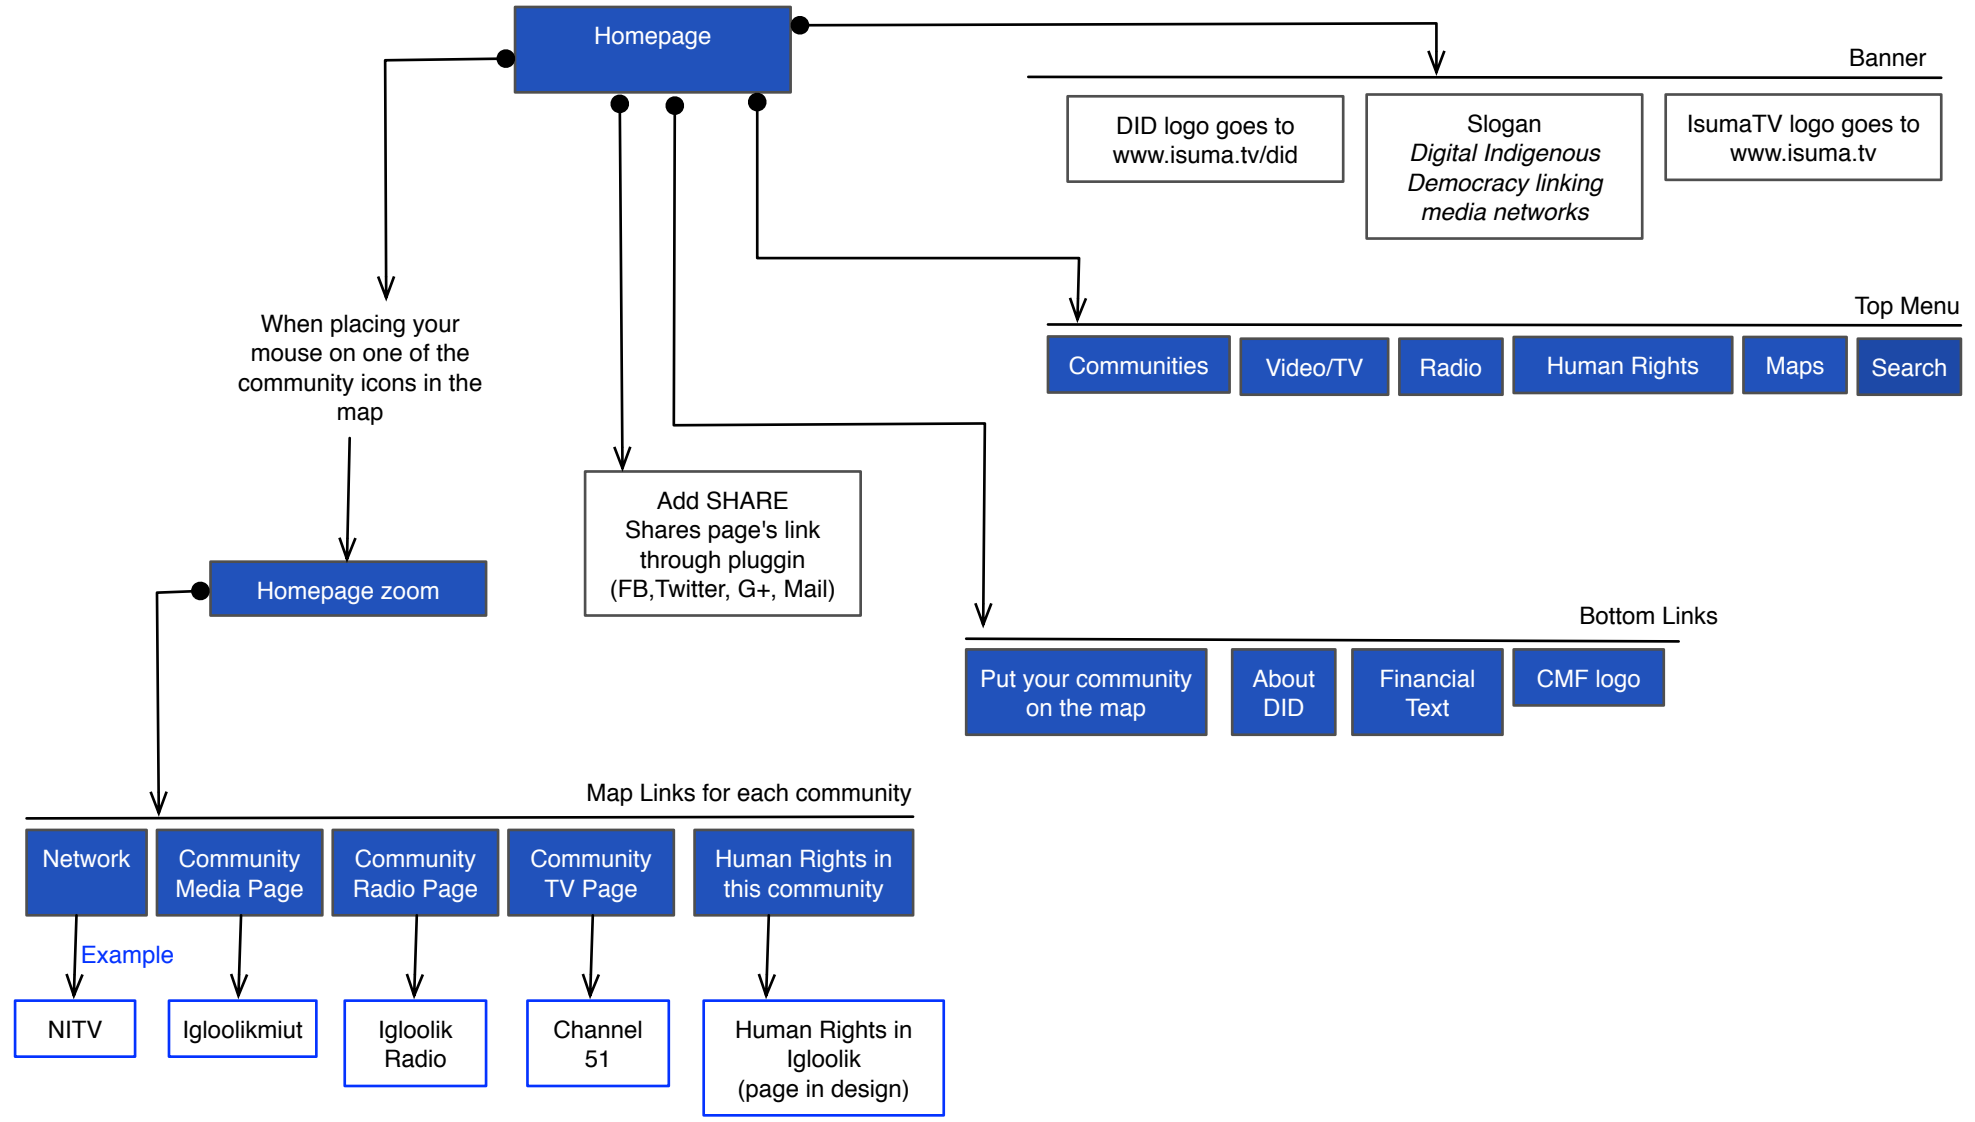 Homepage
Banner
DID logo goes to
www.isuma.tv/did
Slogan
Digital Indigenous
Democracy linking
media networks
IsumaTV logo goes to
www.isuma.tv
Top Menu
Communities
Video/TV
Radio
Human Rights
Maps
Search
When placing your
mouse on one of the
community icons in the
map
Add SHARE
Shares page's link
through pluggin
(FB,Twitter, G+, Mail)
Homepage zoom
Bottom Links
Put your community
on the map
About
DID
Financial
Text
CMF logo
Map Links for each community
Network
Community
Media Page
Community
Radio Page
Community
TV Page
Human Rights in
this community
Example
NITV
Igloolikmiut
Igloolik
Radio
Channel
51
Human Rights in
Igloolik
(page in design)